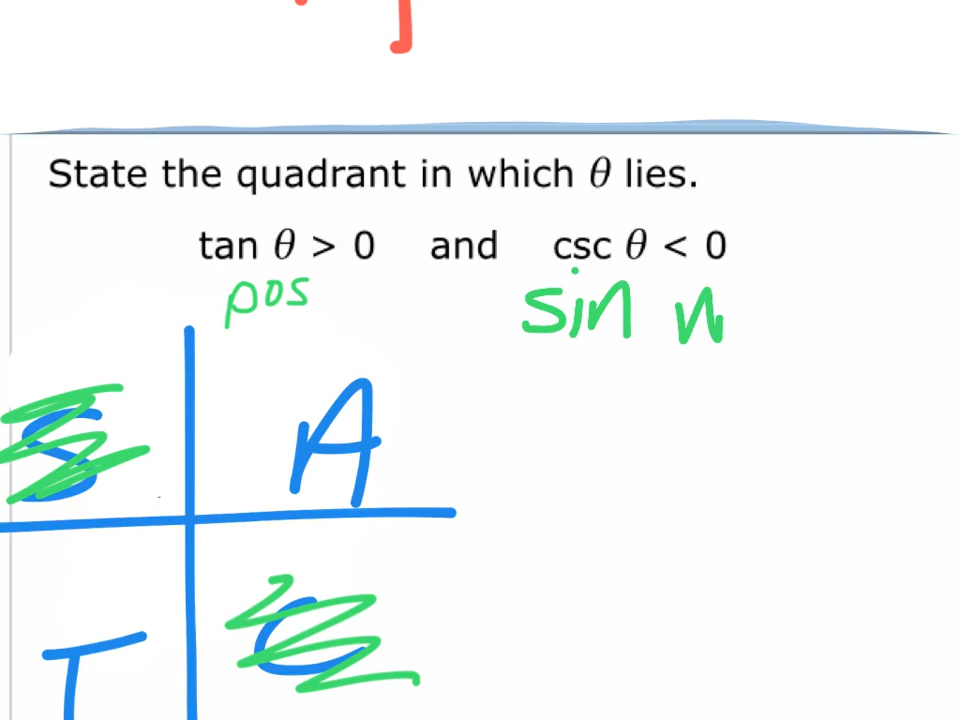 State the quadrant in which θ lies.
tan θ > 0 and csc θ < 0
pos sin
S A
T C